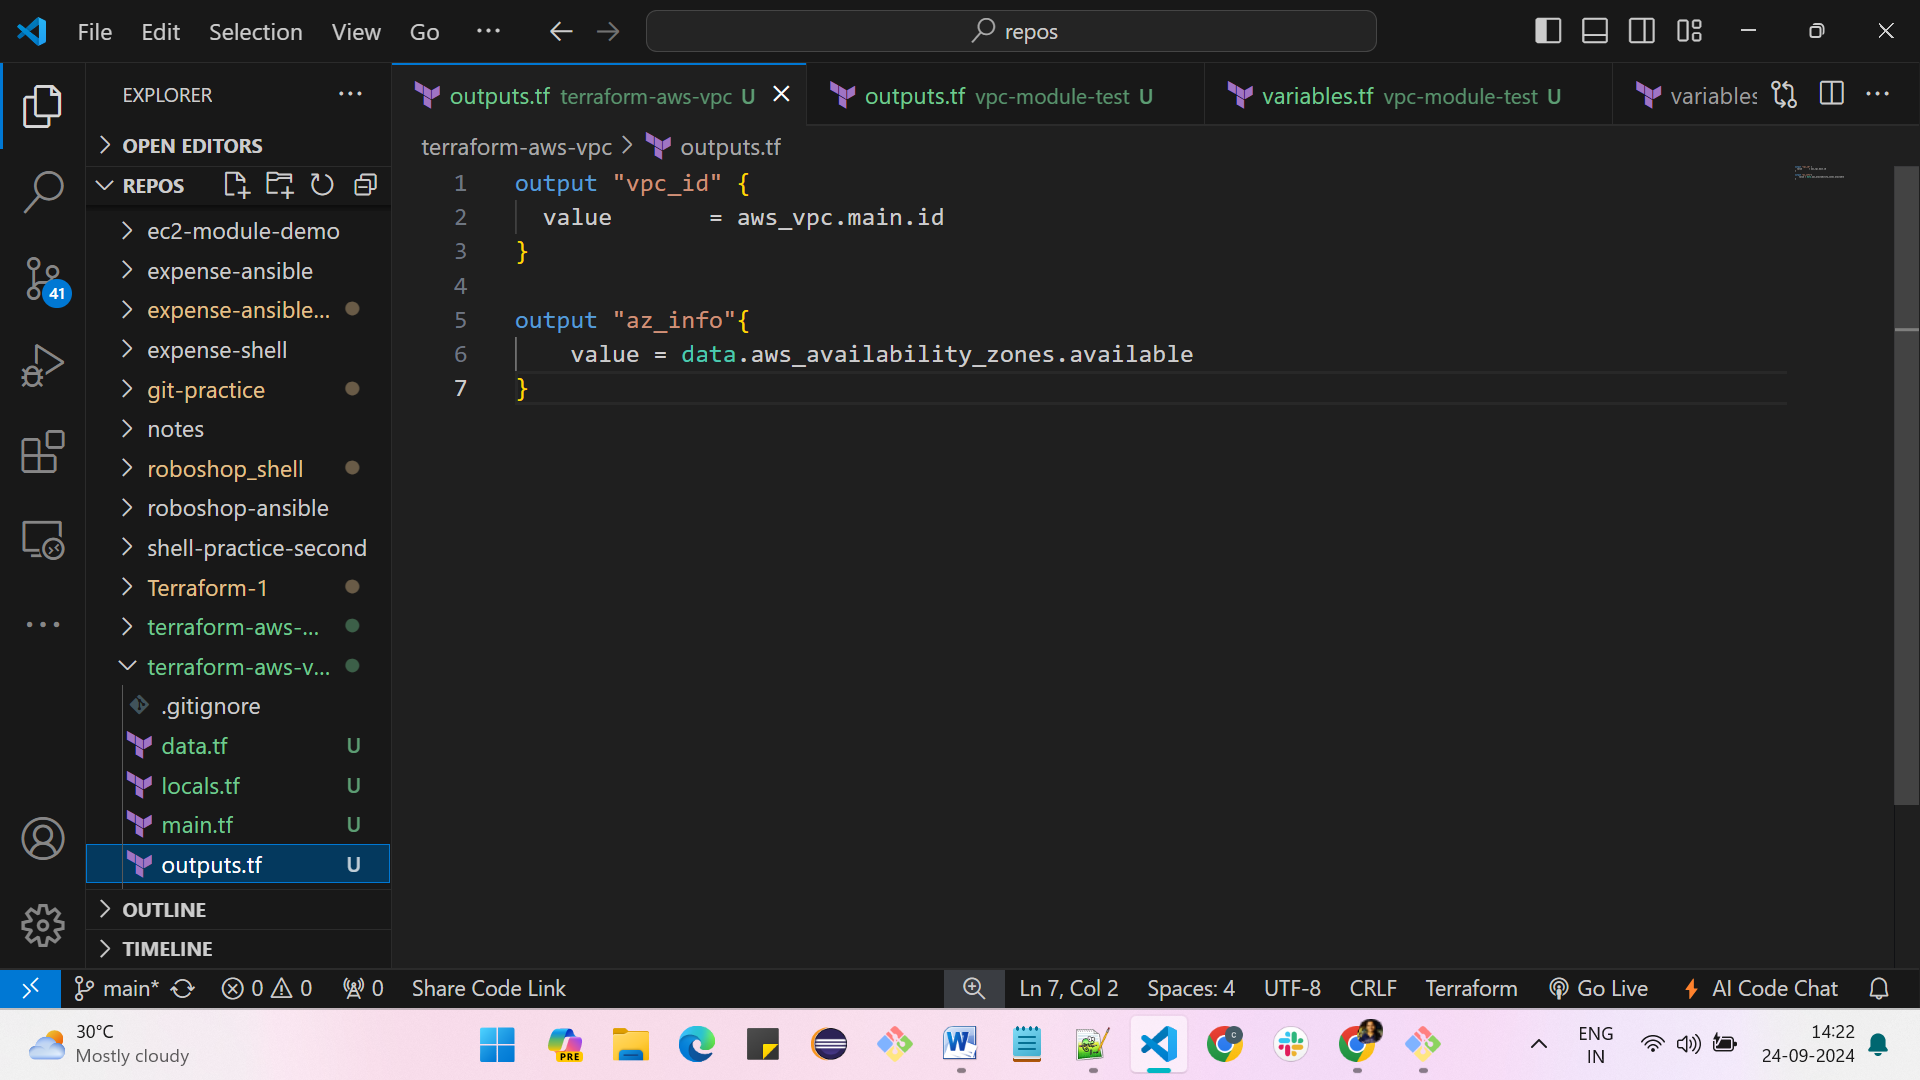 File Edit Selection View Go ··· repos
EXPLORER ···
OPEN EDITORS
REPOS
ec2-module-demo
expense-ansible
expense-ansible...
expense-shell
git-practice
notes
roboshop_shell
roboshop-ansible
shell-practice-second
Terraform-1
terraform-aws-...
terraform-aws-v...
.gitignore
data.tf U
locals.tf U
main.tf U
outputs.tf U
OUTLINE
TIMELINE
41
outputs.tf terraform-aws-vpc U outputs.tf vpc-module-test U variables.tf vpc-module-test U variables ···
terraform-aws-vpc > outputs.tf
1 output "vpc_id" {
2 value       = aws_vpc.main.id
3 }
4
5 output "az_info"{
6 value = data.aws_availability_zones.available
7 }
main* 0 0 0 Share Code Link Ln 7, Col 2 Spaces: 4 UTF-8 CRLF Terraform Go Live AI Code Chat
30°C
Mostly cloudy
PRE
W
C
ENG
IN
14:22
24-09-2024